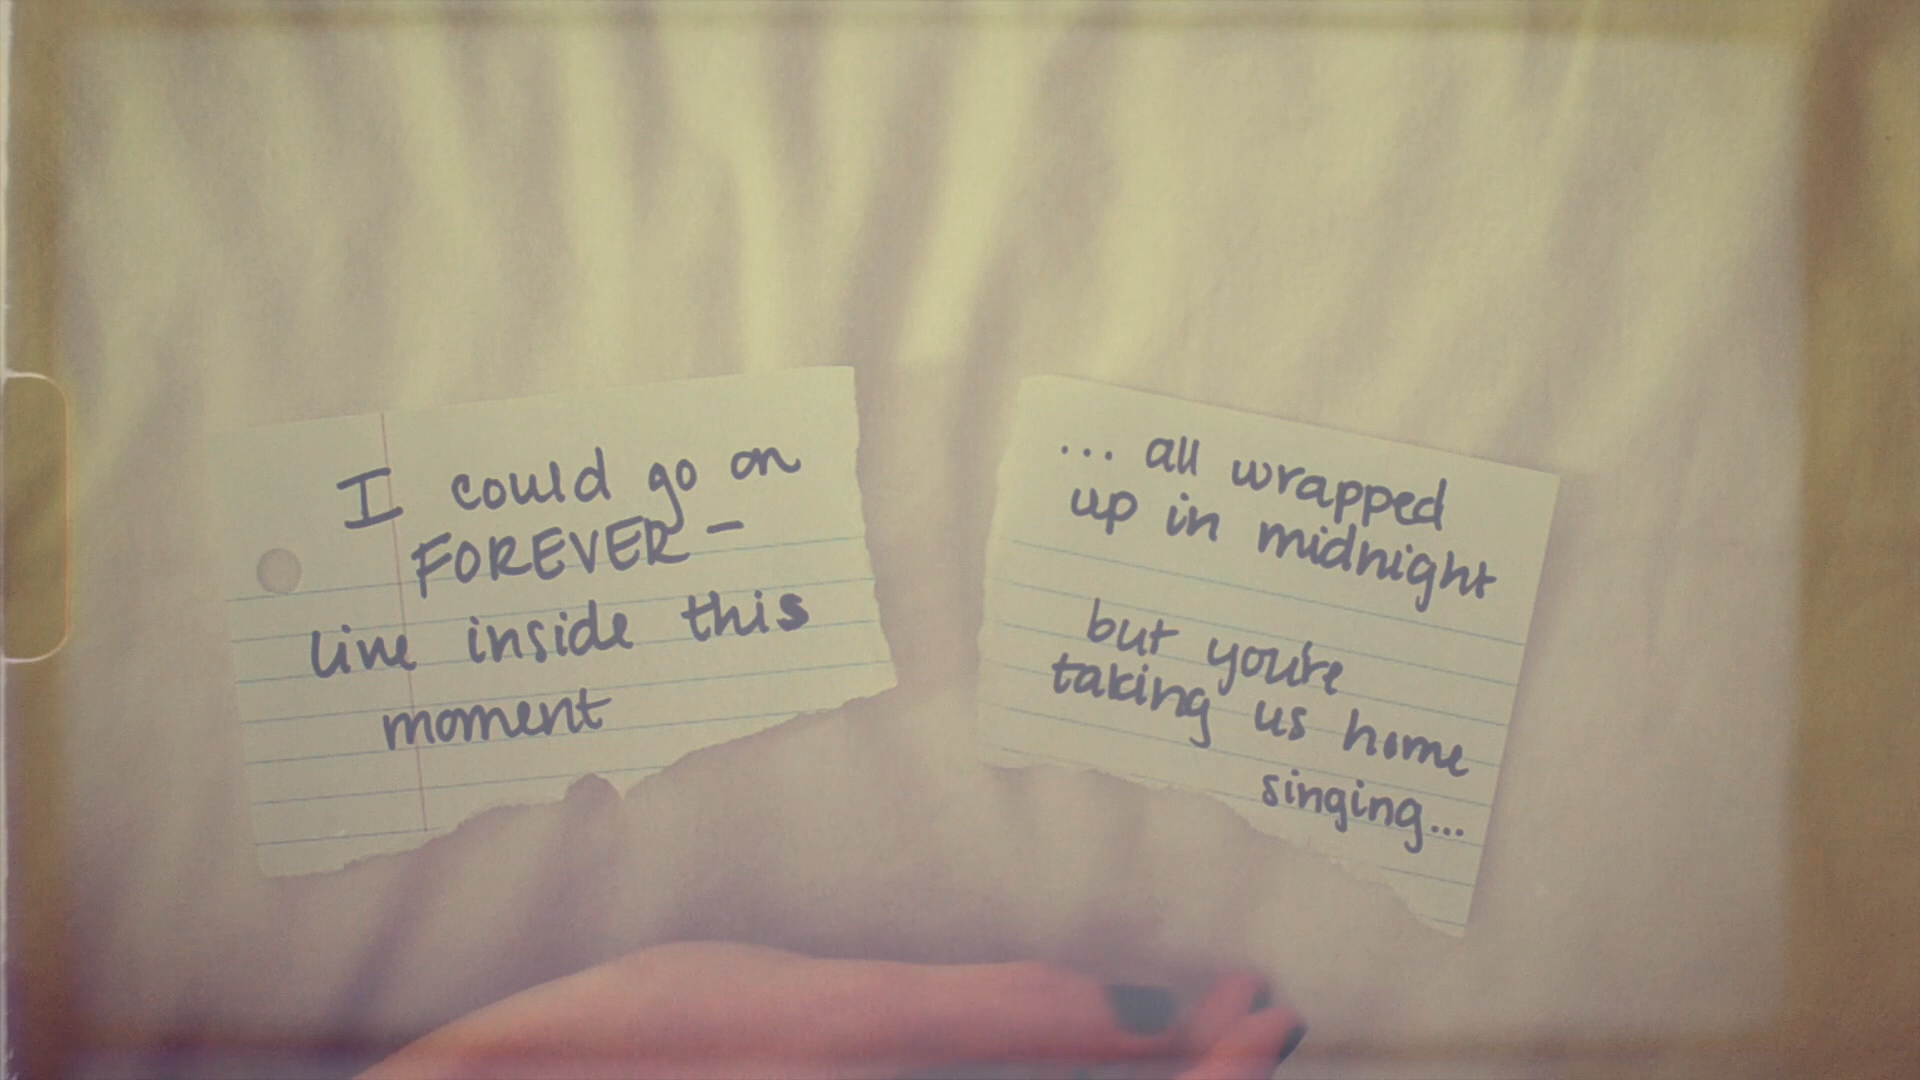 I could go on
FOREVER –
live inside this
moment
... all wrapped
up in midnight
but you're
taking us home
singing...